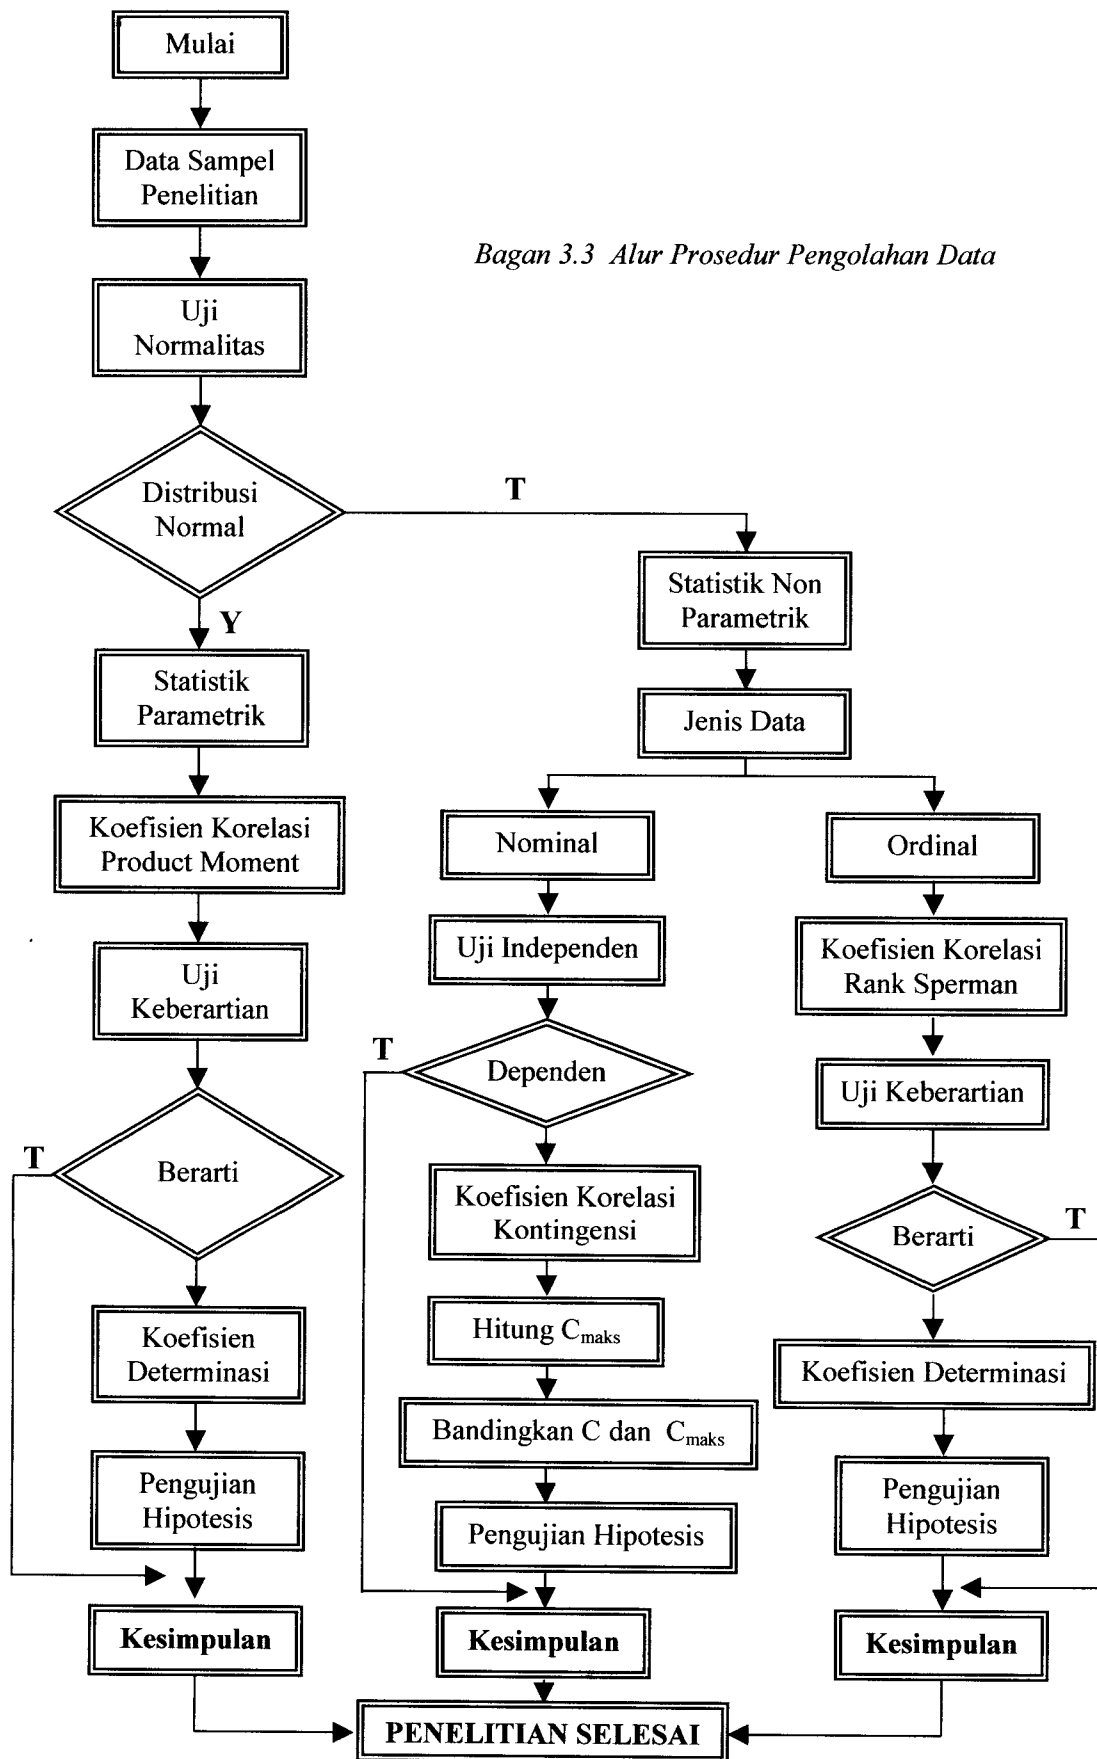 Mulai
Data Sampel
Penelitian
Bagan 3.3 Alur Prosedur Pengolahan Data
Uji
Normalitas
Distribusi
Normal
T
Y
Statistik Non
Parametrik
Statistik
Parametrik
Jenis Data
Koefisien Korelasi
Product Moment
Nominal
Ordinal
Uji
Keberartian
Uji Independen
Koefisien Korelasi
Rank Sperman
T
Dependen
Uji Keberartian
T
Berarti
Koefisien Korelasi
Kontingensi
Berarti
T
Koefisien
Determinasi
Hitung Cmaks
Koefisien Determinasi
Bandingkan C dan Cmaks
Pengujian
Hipotesis
Pengujian Hipotesis
Pengujian
Hipotesis
Kesimpulan
Kesimpulan
Kesimpulan
PENELITIAN SELESAI